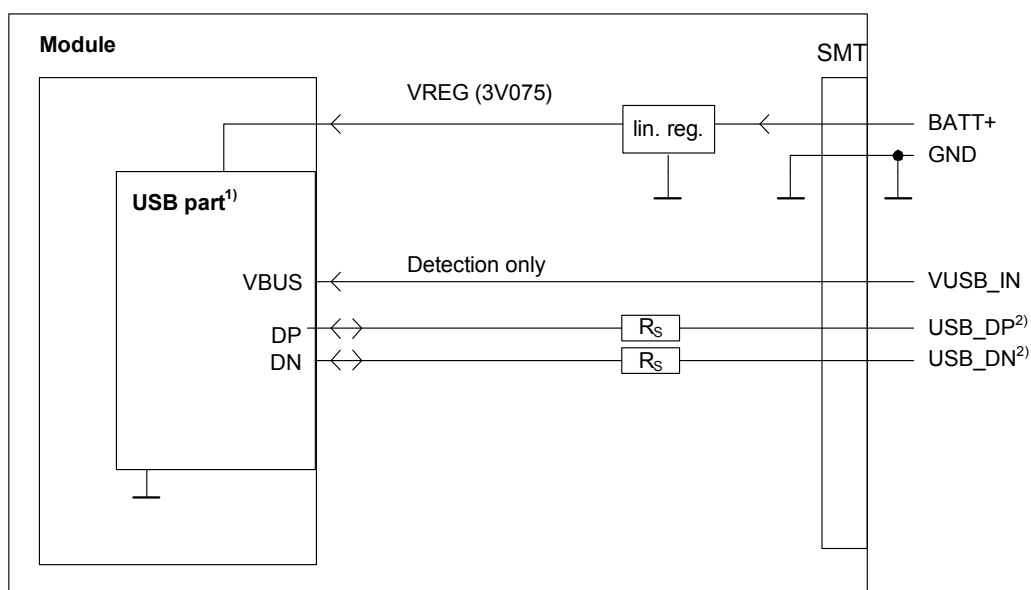 Module
SMT
VREG (3V075)
lin. reg.
BATT+
GND
USB part1)
Detection only
VBUS
VUSB_IN
DP
RS
USB_DP2)
DN
RS
USB_DN2)